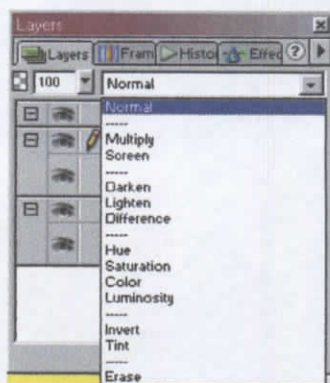 Layers
Layers Fram Histo Effec ?
100 Normal
Normal
-----
Multiply
Screen
-----
Darken
Lighten
Difference
-----
Hue
Saturation
Color
Luminosity
-----
Invert
Tint
-----
Erase